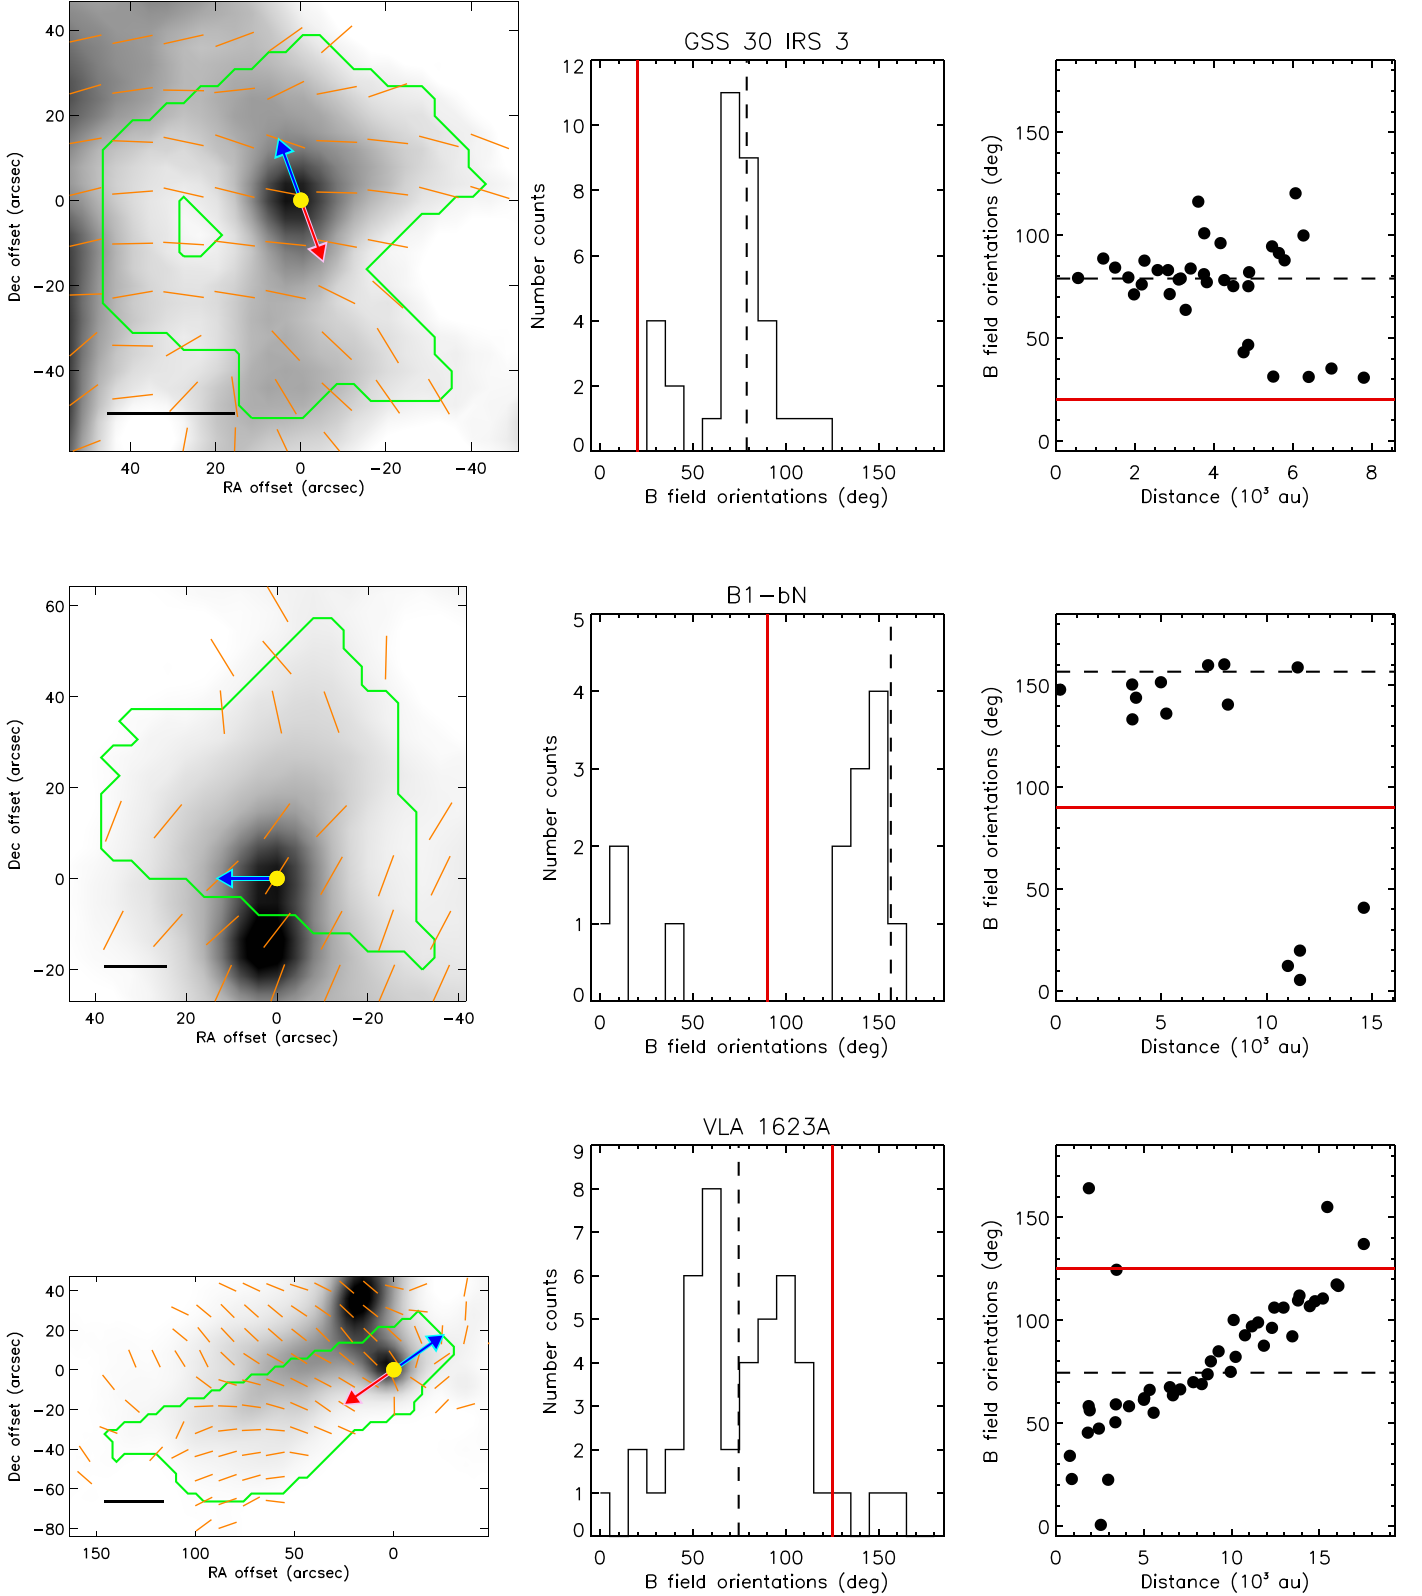 GSS 30 IRS 3
40
20
0
−20
−40
Dec offset (arcsec)
40 20 0 −20 −40
RA offset (arcsec)
12
10
8
6
4
2
0
Number counts
0 50 100 150
B field orientations (deg)
150
100
50
0
B field orientations (deg)
0 2 4 6 8
Distance (10³ au)
B1−bN
60
40
20
0
−20
Dec offset (arcsec)
40 20 0 −20 −40
RA offset (arcsec)
5
4
3
2
1
0
Number counts
0 50 100 150
B field orientations (deg)
150
100
50
0
B field orientations (deg)
0 5 10 15
Distance (10³ au)
VLA 1623A
40
20
0
−20
−40
−60
−80
Dec offset (arcsec)
150 100 50 0
RA offset (arcsec)
9
8
7
6
5
4
3
2
1
0
Number counts
0 50 100 150
B field orientations (deg)
150
100
50
0
B field orientations (deg)
0 5 10 15
Distance (10³ au)